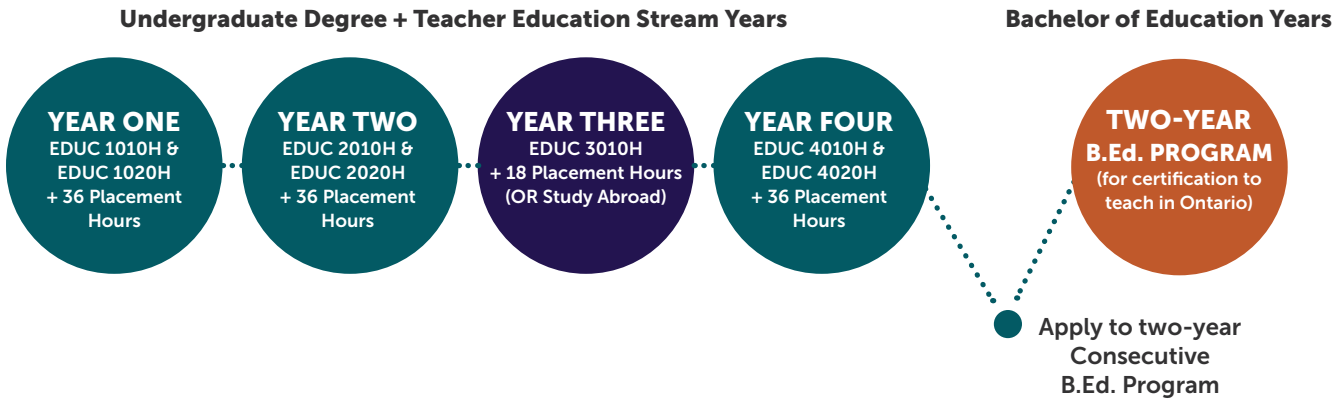 Undergraduate Degree + Teacher Education Stream Years
Bachelor of Education Years
YEAR ONE
EDUC 1010H &
EDUC 1020H
+ 36 Placement
Hours
YEAR TWO
EDUC 2010H &
EDUC 2020H
+ 36 Placement
Hours
YEAR THREE
EDUC 3010H
+ 18 Placement Hours
(OR Study Abroad)
YEAR FOUR
EDUC 4010H &
EDUC 4020H
+ 36 Placement
Hours
TWO-YEAR
B.Ed. PROGRAM
(for certification to
teach in Ontario)
Apply to two-year
Consecutive
B.Ed. Program